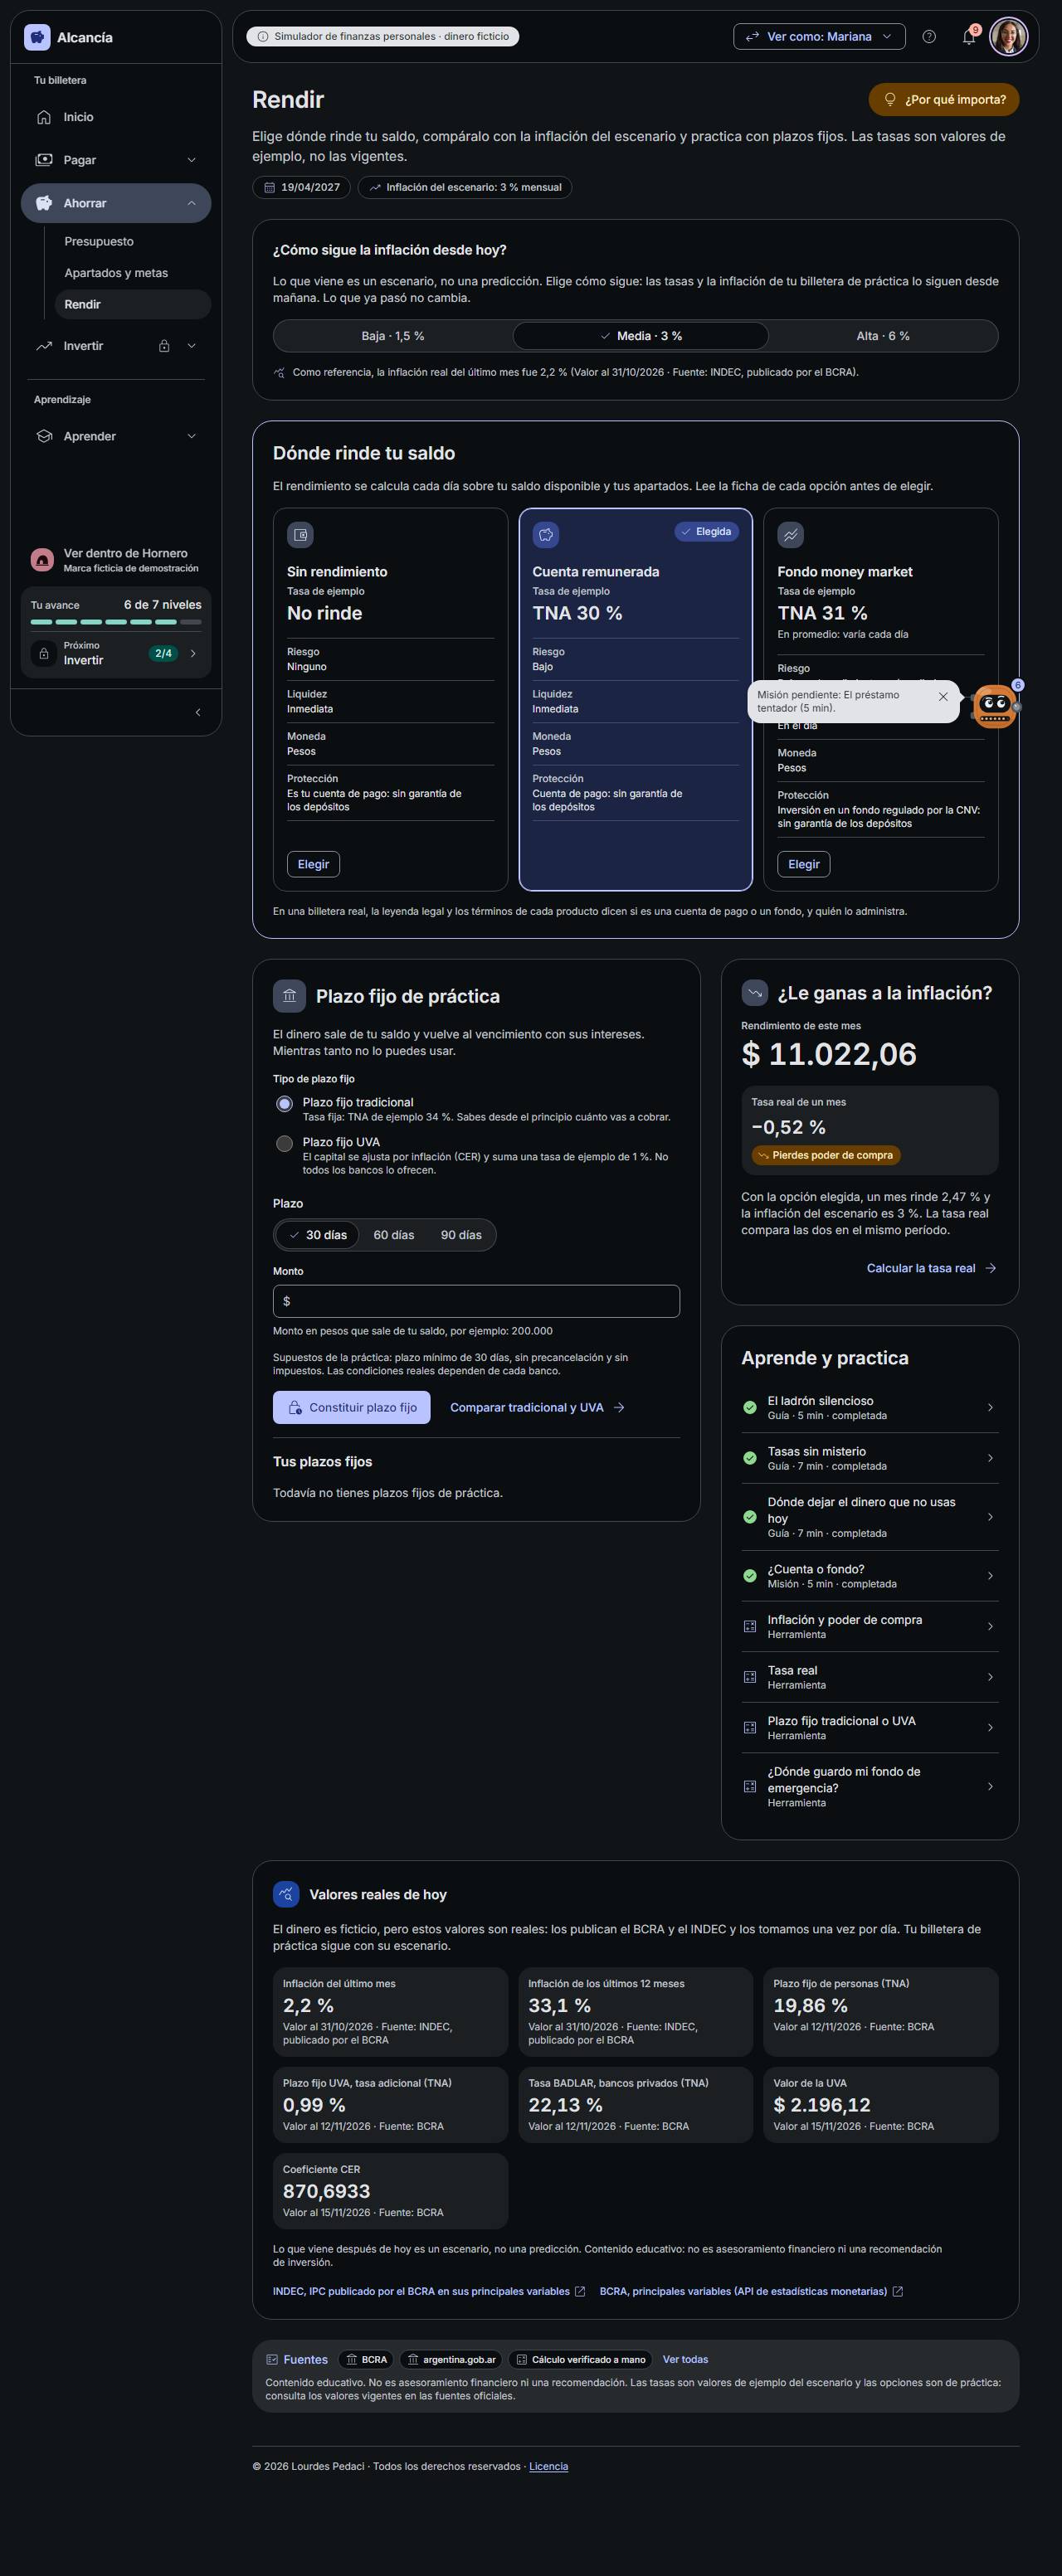 Alcancía
Tu billetera
Inicio
Pagar
Ahorrar
Presupuesto
Apartados y metas
Rendir
Invertir
Aprendizaje
Aprender
Ver dentro de Hornero
Marca ficticia de demostración
Tu avance
6 de 7 niveles
Próximo
Invertir
2/4
Simulador de finanzas personales · dinero ficticio
Ver como: Mariana
9
Rendir
¿Por qué importa?
Elige dónde rinde tu saldo, compáralo con la inflación del escenario y practica con plazos fijos. Las tasas son valores de
ejemplo, no las vigentes.
19/04/2027
Inflación del escenario: 3 % mensual
¿Cómo sigue la inflación desde hoy?
Lo que viene es un escenario, no una predicción. Elige cómo sigue: las tasas y la inflación de tu billetera de práctica lo siguen desde
mañana. Lo que ya pasó no cambia.
Baja · 1,5 %
Media · 3 %
Alta · 6 %
Como referencia, la inflación real del último mes fue 2,2 % (Valor al 31/10/2026 · Fuente: INDEC, publicado por el BCRA).
Dónde rinde tu saldo
El rendimiento se calcula cada día sobre tu saldo disponible y tus apartados. Lee la ficha de cada opción antes de elegir.
Sin rendimiento
Tasa de ejemplo
No rinde
Riesgo
Ninguno
Liquidez
Inmediata
Moneda
Pesos
Protección
Es tu cuenta de pago: sin garantía de
los depósitos
Elegir
Elegida
Cuenta remunerada
Tasa de ejemplo
TNA 30 %
Riesgo
Bajo
Liquidez
Inmediata
Moneda
Pesos
Protección
Cuenta de pago: sin garantía de
los depósitos
Fondo money market
Tasa de ejemplo
TNA 31 %
En promedio: varía cada día
Riesgo
Misión pendiente: El préstamo
tentador (5 min).
6
En el día
Moneda
Pesos
Protección
Inversión en un fondo regulado por la CNV:
sin garantía de los depósitos
Elegir
En una billetera real, la leyenda legal y los términos de cada producto dicen si es una cuenta de pago o un fondo, y quién lo administra.
Plazo fijo de práctica
El dinero sale de tu saldo y vuelve al vencimiento con sus intereses.
Mientras tanto no lo puedes usar.
Tipo de plazo fijo
Plazo fijo tradicional
Tasa fija: TNA de ejemplo 34 %. Sabes desde el principio cuánto vas a cobrar.
Plazo fijo UVA
El capital se ajusta por inflación (CER) y suma una tasa de ejemplo de 1 %. No
todos los bancos lo ofrecen.
Plazo
30 días
60 días
90 días
Monto
$
Monto en pesos que sale de tu saldo, por ejemplo: 200.000
Supuestos de la práctica: plazo mínimo de 30 días, sin precancelación y sin
impuestos. Las condiciones reales dependen de cada banco.
Constituir plazo fijo
Comparar tradicional y UVA
Tus plazos fijos
Todavía no tienes plazos fijos de práctica.
¿Le ganas a la inflación?
Rendimiento de este mes
$ 11.022,06
Tasa real de un mes
−0,52 %
Pierdes poder de compra
Con la opción elegida, un mes rinde 2,47 % y
la inflación del escenario es 3 %. La tasa real
compara las dos en el mismo período.
Calcular la tasa real
Aprende y practica
El ladrón silencioso
Guía · 5 min · completada
Tasas sin misterio
Guía · 7 min · completada
Dónde dejar el dinero que no usas
hoy
Guía · 7 min · completada
¿Cuenta o fondo?
Misión · 5 min · completada
Inflación y poder de compra
Herramienta
Tasa real
Herramienta
Plazo fijo tradicional o UVA
Herramienta
¿Dónde guardo mi fondo de
emergencia?
Herramienta
Valores reales de hoy
El dinero es ficticio, pero estos valores son reales: los publican el BCRA y el INDEC y los tomamos una vez por día. Tu billetera de
práctica sigue con su escenario.
Inflación del último mes
2,2 %
Valor al 31/10/2026 · Fuente: INDEC,
publicado por el BCRA
Inflación de los últimos 12 meses
33,1 %
Valor al 31/10/2026 · Fuente: INDEC,
publicado por el BCRA
Plazo fijo de personas (TNA)
19,86 %
Valor al 12/11/2026 · Fuente: BCRA
Plazo fijo UVA, tasa adicional (TNA)
0,99 %
Valor al 12/11/2026 · Fuente: BCRA
Tasa BADLAR, bancos privados (TNA)
22,13 %
Valor al 12/11/2026 · Fuente: BCRA
Valor de la UVA
$ 2.196,12
Valor al 15/11/2026 · Fuente: BCRA
Coeficiente CER
870,6933
Valor al 15/11/2026 · Fuente: BCRA
Lo que viene después de hoy es un escenario, no una predicción. Contenido educativo: no es asesoramiento financiero ni una recomendación
de inversión.
INDEC, IPC publicado por el BCRA en sus principales variables
BCRA, principales variables (API de estadísticas monetarias)
Fuentes
BCRA
argentina.gob.ar
Cálculo verificado a mano
Ver todas
Contenido educativo. No es asesoramiento financiero ni una recomendación. Las tasas son valores de ejemplo del escenario y las opciones son de práctica:
consulta los valores vigentes en las fuentes oficiales.
© 2026 Lourdes Pedaci · Todos los derechos reservados · Licencia